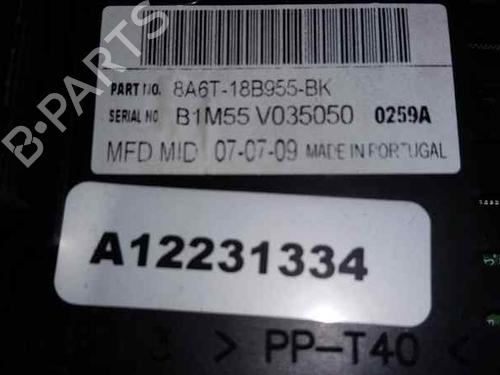 B-PARTS
PART NO. 8A6T-18B955-BK
SERIAL NO B1M55 V035050 0259A
MFD MID 07-07-09 MADE IN PORTUGAL
A12231334
> PP-T40 <